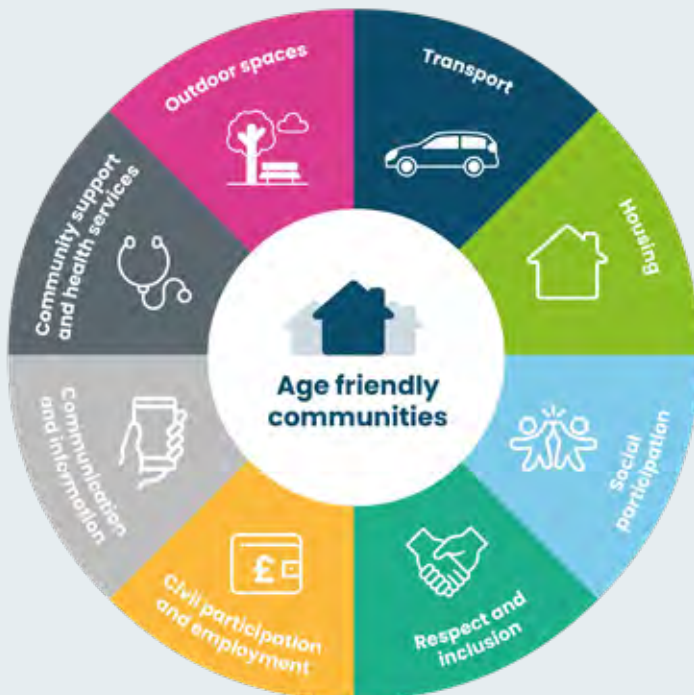 Outdoor spaces
Transport
Housing
Social
participation
Respect and
inclusion
Civil participation
and employment
£
Communication
and information
Community support
and health services
Age friendly
communities